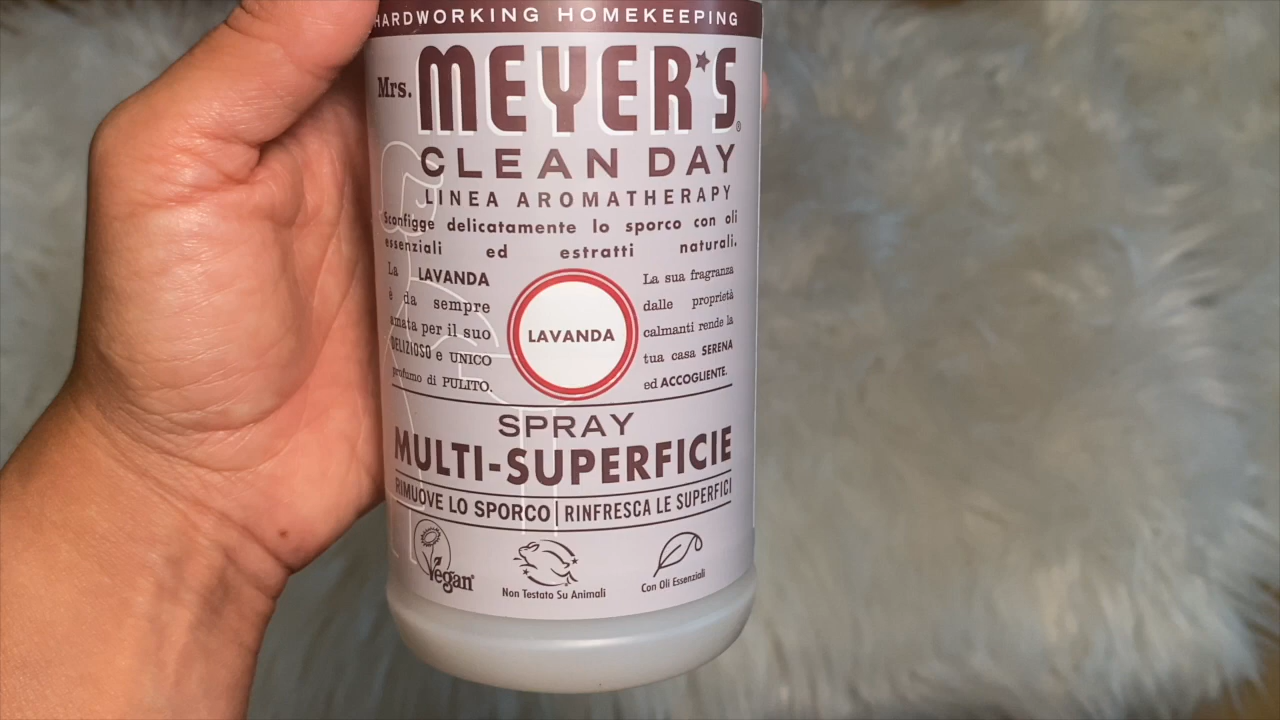 HARDWORKING HOMEKEEPING
Mrs. MEYER'S®
CLEAN DAY
LINEA AROMATHERAPY
Sconfigge delicatamente lo sporco con oli
essenziali ed estratti naturali.
La LAVANDA
è da sempre
amata per il suo
DELIZIOSO e UNICO
profumo di PULITO.
LAVANDA
La sua fragranza
dalle proprietà
calmanti rende la
tua casa SERENA
ed ACCOGLIENTE.
SPRAY
MULTI-SUPERFICIE
RIMUOVE LO SPORCO | RINFRESCA LE SUPERFICI
Vegan
Non Testato Su Animali
Con Oli Essenziali